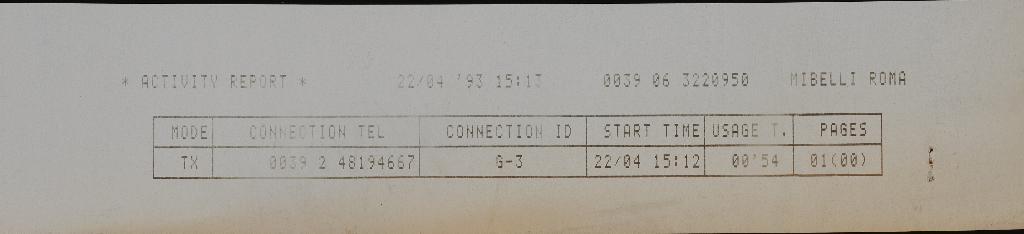 * ACTIVITY REPORT * 22/04 '93 15:13 0039 06 3220950 MIBELLI ROMA
MODE CONNECTION TEL CONNECTION ID START TIME USAGE T. PAGES
TX 0039 2 48194667 G-3 22/04 15:12 00'54 01(00)